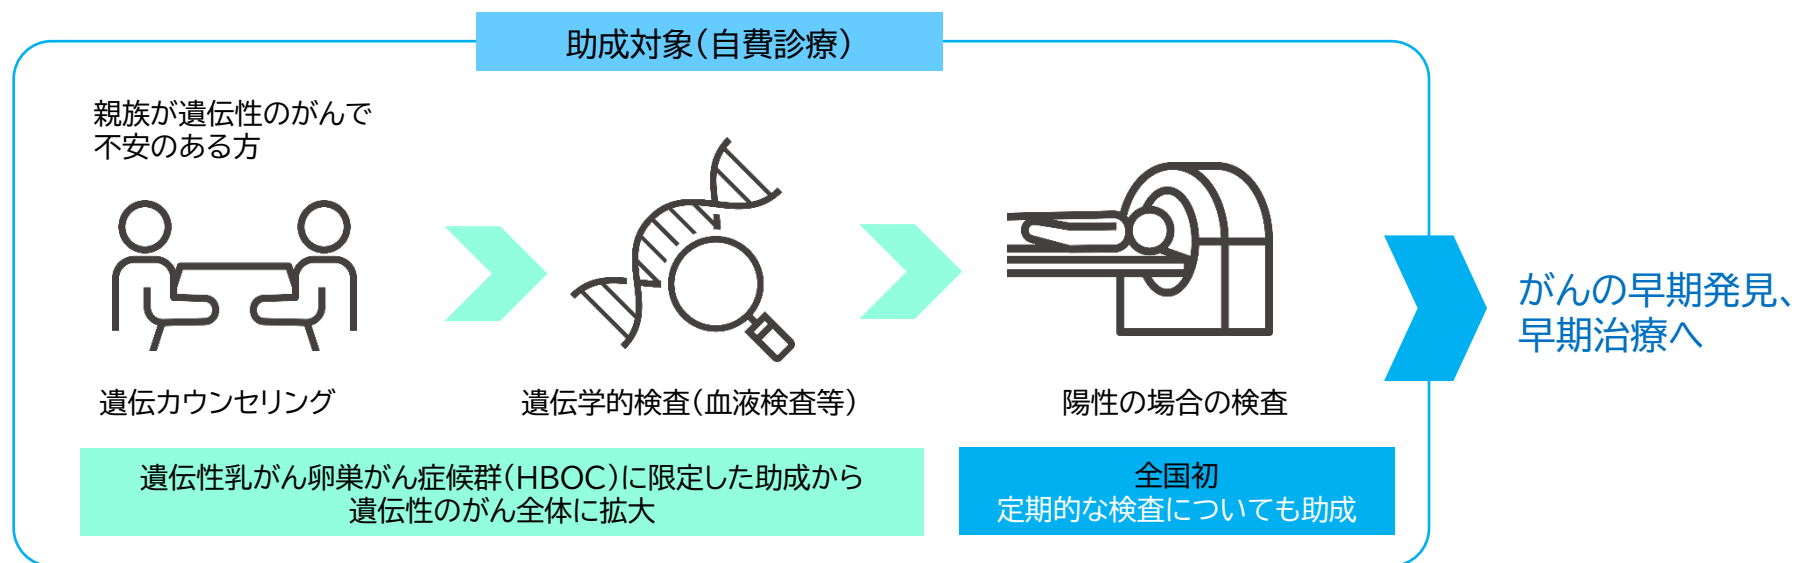 助成対象（自費診療）
親族が遺伝性のがんで
不安のある方
遺伝カウンセリング
遺伝学的検査（血液検査等）
陽性の場合の検査
遺伝性乳がん卵巣がん症候群（HBOC）に限定した助成から
遺伝性のがん全体に拡大
全国初
定期的な検査についても助成
がんの早期発見、
早期治療へ